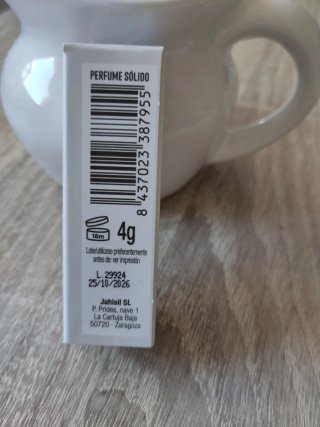 PERFUME SÓLIDO
8 437023 387955
18m
4g
Lote/utilícese preferentemente
antes de: ver impresión
L.29924
25/10/2026
Jahisil SL
P. Prides, nave 1
La Cartuja Baja
50720 - Zaragoza